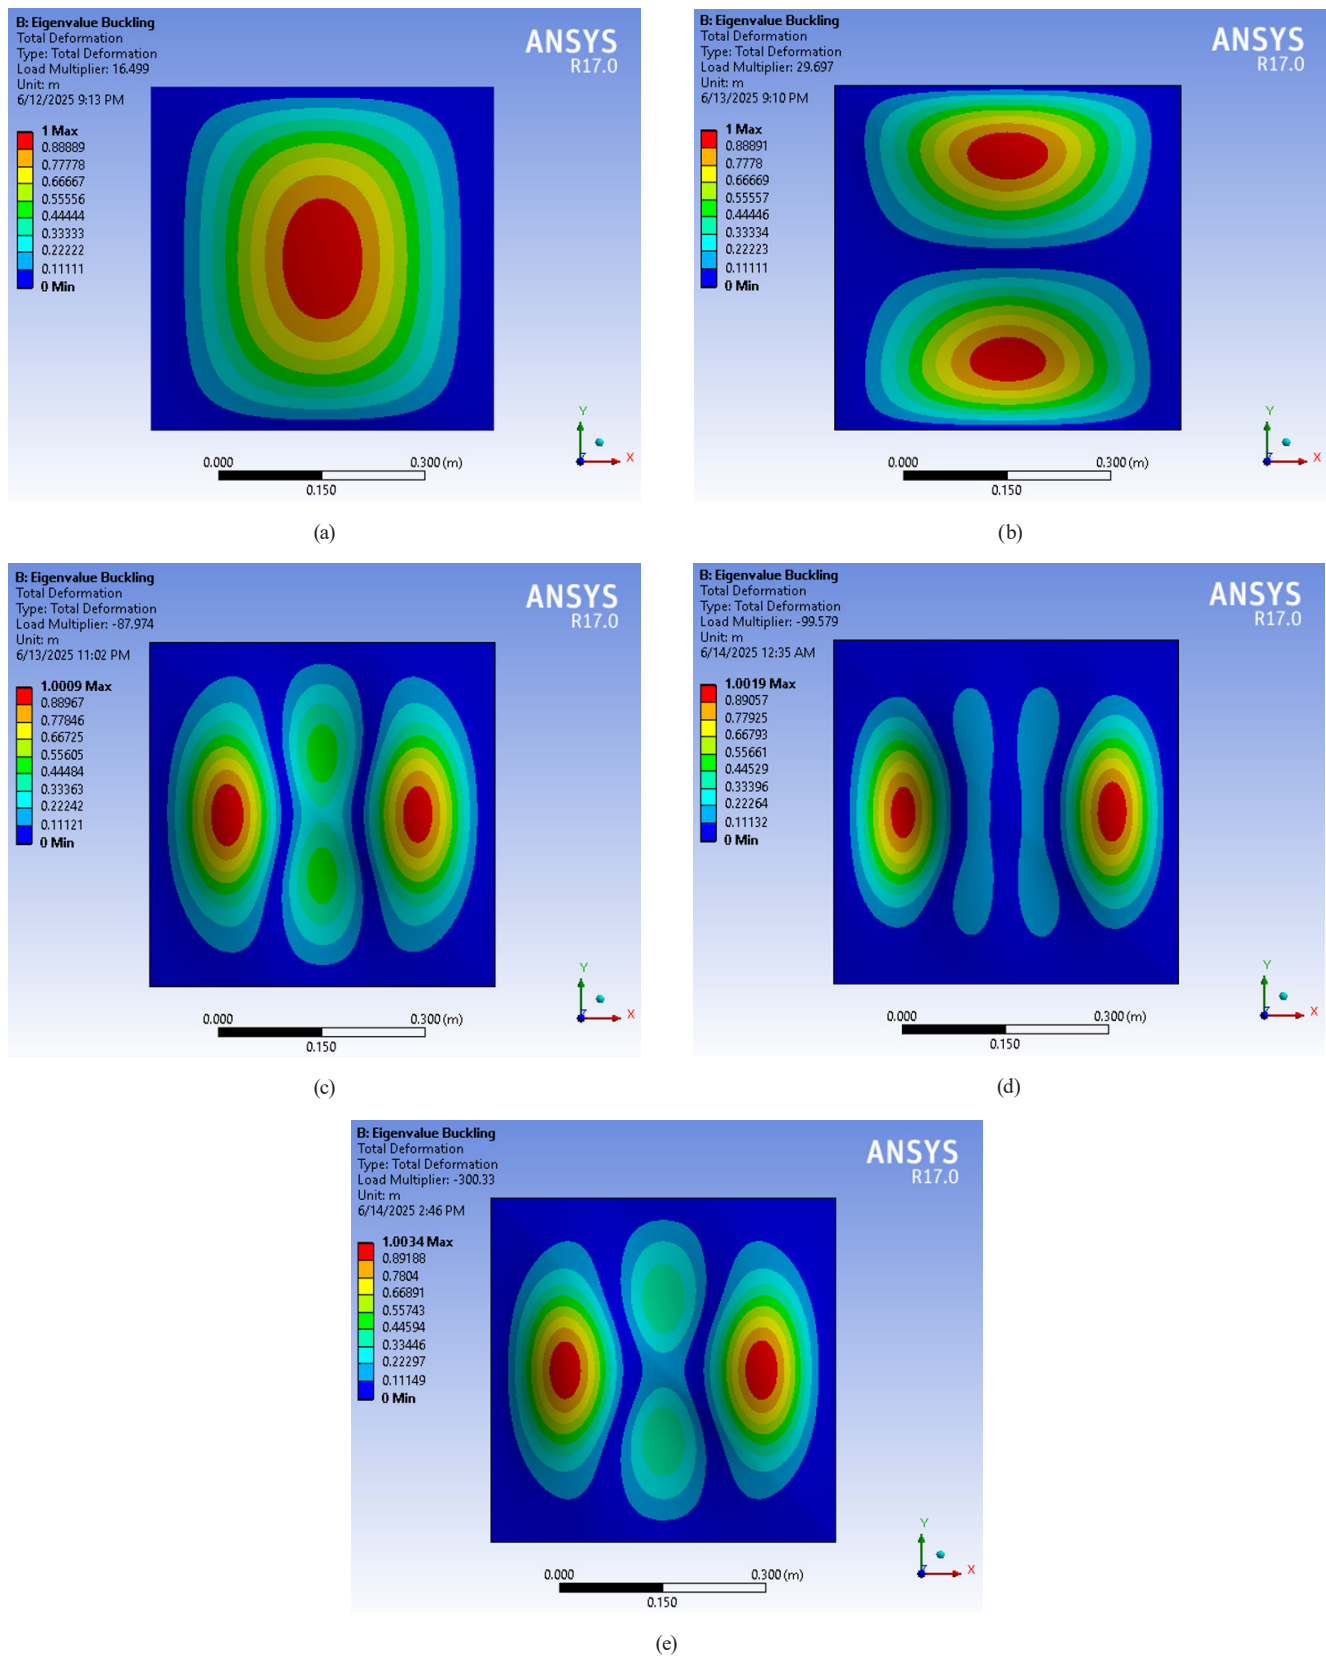 B: Eigenvalue Buckling
Total Deformation
Type: Total Deformation
Load Multiplier: 16.499
Unit: m
6/12/2025 9:13 PM
ANSYS
R17.0
1 Max
0.88889
0.77778
0.66667
0.55556
0.44444
0.33333
0.22222
0.11111
0 Min
0.000
0.300 (m)
0.150
Y
Z
X
(a)
B: Eigenvalue Buckling
Total Deformation
Type: Total Deformation
Load Multiplier: 29.697
Unit: m
6/13/2025 9:10 PM
ANSYS
R17.0
1 Max
0.88891
0.7778
0.66669
0.55557
0.44446
0.33334
0.22223
0.11111
0 Min
0.000
0.300 (m)
0.150
Y
Z
X
(b)
B: Eigenvalue Buckling
Total Deformation
Type: Total Deformation
Load Multiplier: -87.974
Unit: m
6/13/2025 11:02 PM
ANSYS
R17.0
1.0009 Max
0.88967
0.77846
0.66725
0.55605
0.44484
0.33363
0.22242
0.11121
0 Min
0.000
0.300 (m)
0.150
Y
Z
X
(c)
B: Eigenvalue Buckling
Total Deformation
Type: Total Deformation
Load Multiplier: -99.579
Unit: m
6/14/2025 12:35 AM
ANSYS
R17.0
1.0019 Max
0.89057
0.77925
0.66793
0.55661
0.44529
0.33396
0.22264
0.11132
0 Min
0.000
0.300 (m)
0.150
Y
Z
X
(d)
B: Eigenvalue Buckling
Total Deformation
Type: Total Deformation
Load Multiplier: -300.33
Unit: m
6/14/2025 2:46 PM
ANSYS
R17.0
1.0034 Max
0.89188
0.7804
0.66891
0.55743
0.44594
0.33446
0.22297
0.11149
0 Min
0.000
0.300 (m)
0.150
Y
Z
X
(e)